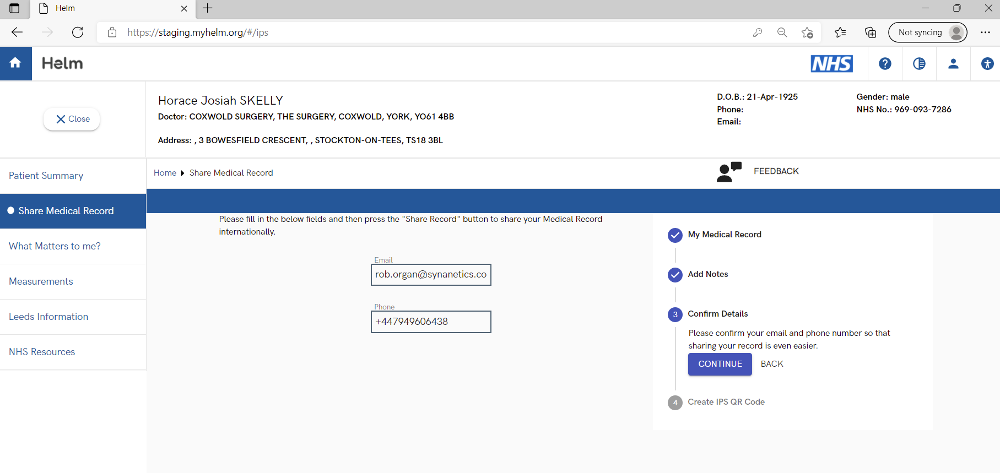 Helm
https://staging.myhelm.org/#/ips
Not syncing
Helm
NHS
Close
Horace Josiah SKELLY
Doctor: COXWOLD SURGERY, THE SURGERY, COXWOLD, YORK, YO61 4BB
Address: , 3 BOWESFIELD CRESCENT, , STOCKTON-ON-TEES, TS18 3BL
D.O.B.: 21-Apr-1925
Phone:
Email:
Gender: male
NHS No.: 969-093-7286
Patient Summary
Share Medical Record
What Matters to me?
Measurements
Leeds Information
NHS Resources
Home
Share Medical Record
FEEDBACK
Please fill in the below fields and then press the "Share Record" button to share your Medical Record
internationally.
Email
rob.organ@synanetics.co
Phone
+447949606438
My Medical Record
Add Notes
3 Confirm Details
Please confirm your email and phone number so that
sharing your record is even easier.
CONTINUE
BACK
4 Create IPS QR Code